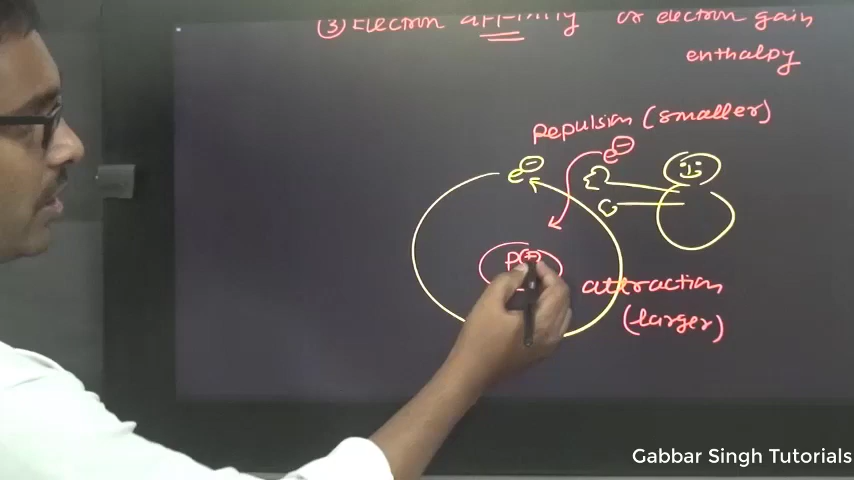 (3) Electron affinity or electron gain
enthalpy
Repulsion (smaller)
e⊖
e⊖
P(+)
attraction
(larger)
Gabbar Singh Tutorials